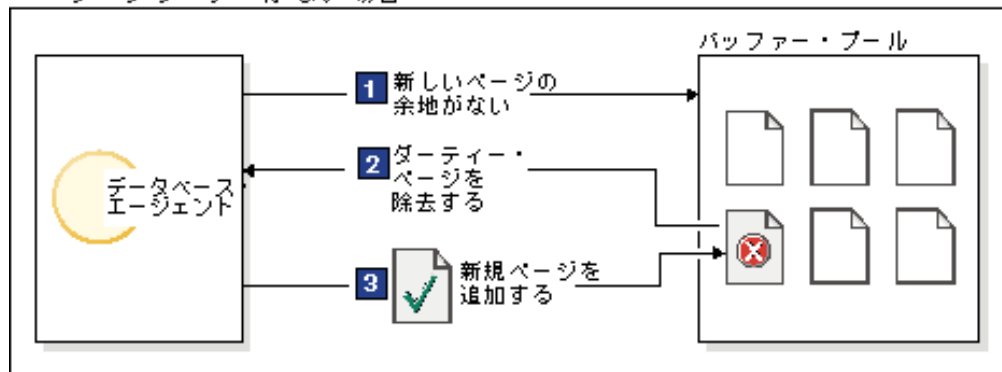 バッファー・プール
1 新しいページの
余地がない
2 ダーティー・
ページを
除去する
データベース
エージェント
3 新規ページを
追加する